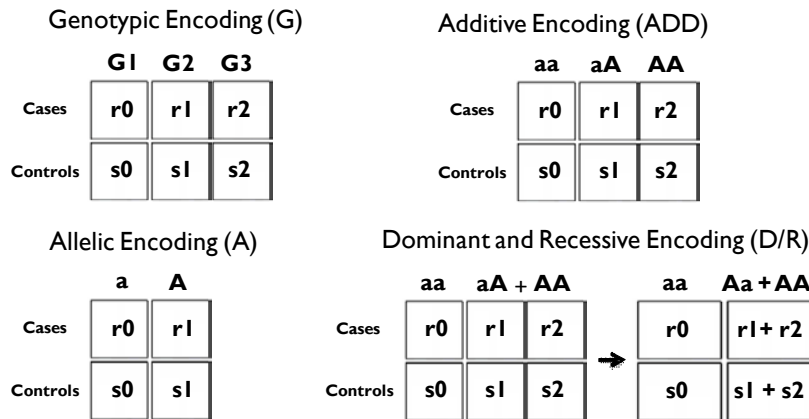 Genotypic Encoding (G)
G1 G2 G3
Cases r0 r1 r2
Controls s0 s1 s2
Additive Encoding (ADD)
aa aA AA
Cases r0 r1 r2
Controls s0 s1 s2
Allelic Encoding (A)
a A
Cases r0 r1
Controls s0 s1
Dominant and Recessive Encoding (D/R)
aa aA + AA aa Aa + AA
Cases r0 r1 r2 r0 r1 + r2
Controls s0 s1 s2 s0 s1 + s2